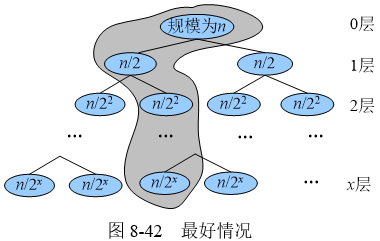 规模为n 0层
n/2 n/2 1层
n/2² n/2² n/2² n/2² 2层
... ... ... ...
n/2ˣ n/2ˣ n/2ˣ n/2ˣ ... x层
图 8-42 最好情况